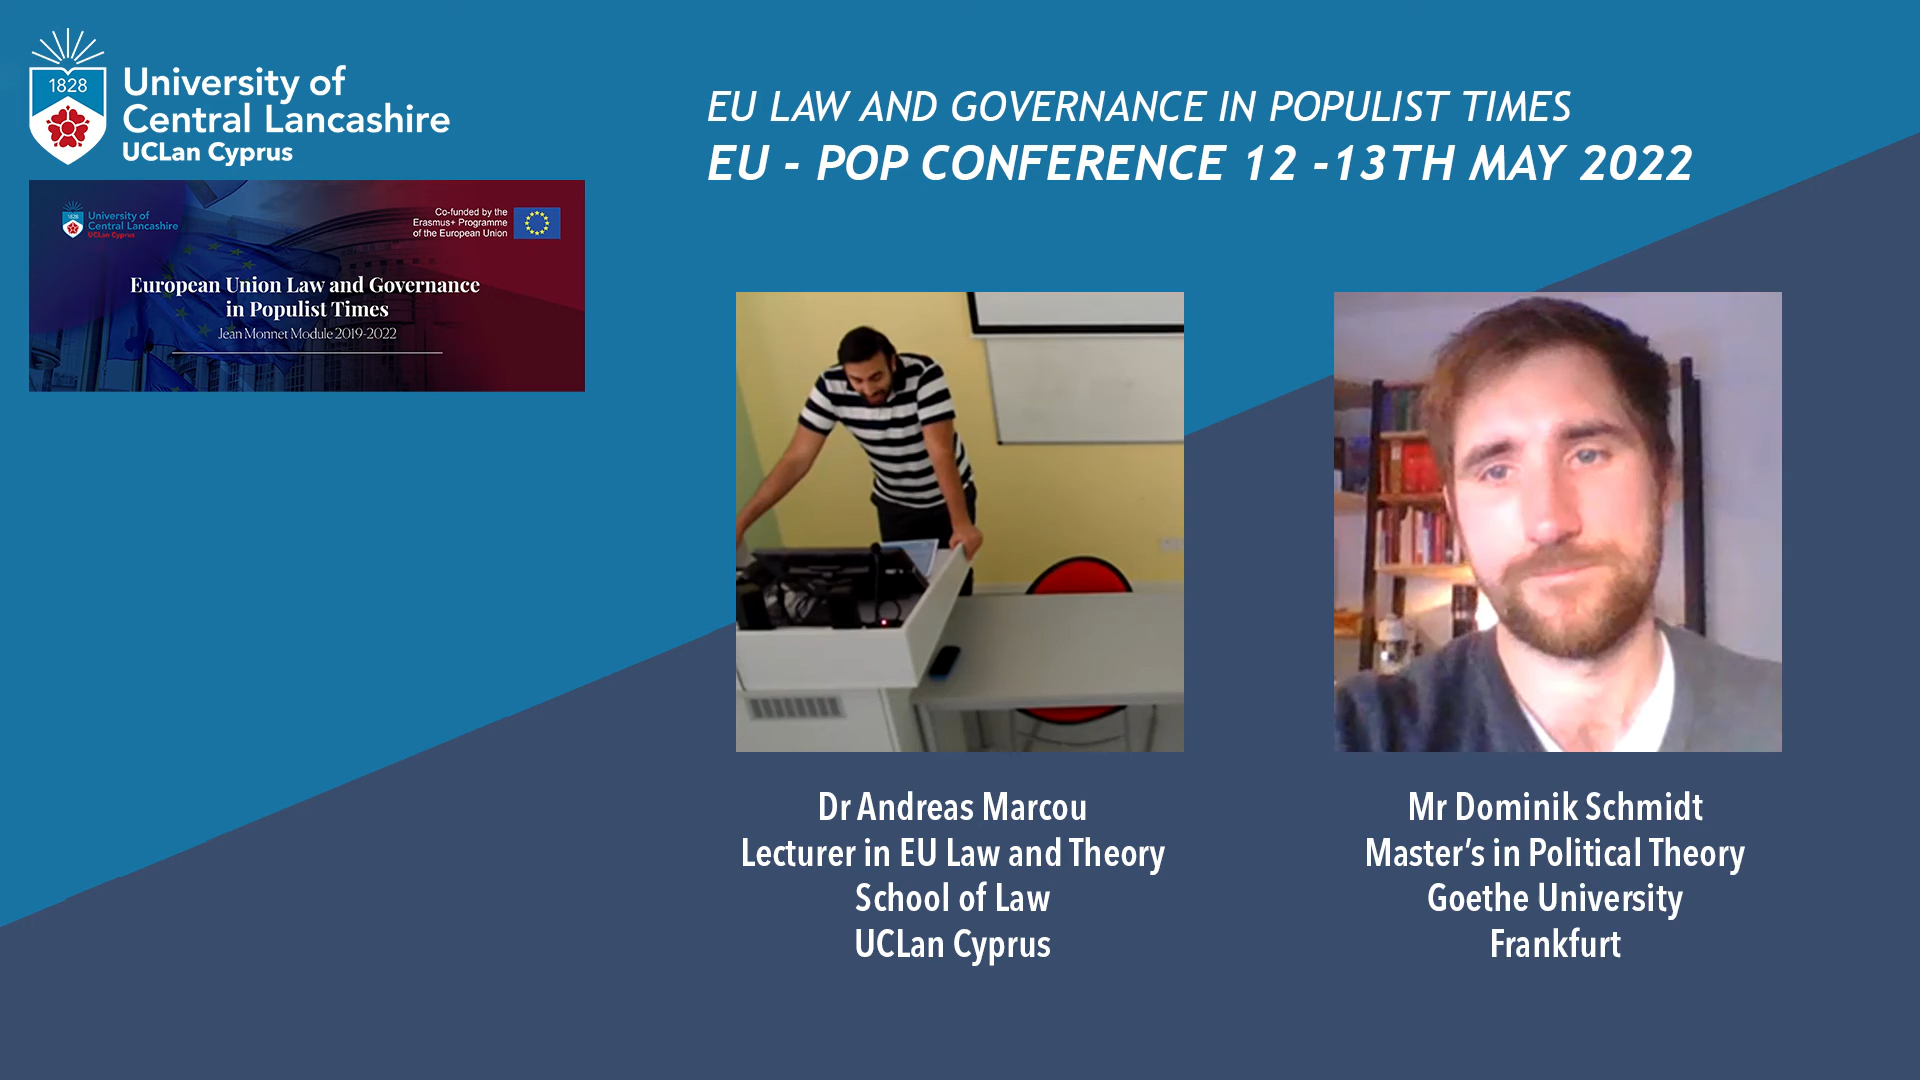 1828
University of
Central Lancashire
UCLan Cyprus
EU LAW AND GOVERNANCE IN POPULIST TIMES
EU - POP CONFERENCE 12 -13TH MAY 2022
1828
University of
Central Lancashire
UCLan Cyprus
Co-funded by the
Erasmus+ Programme
of the European Union
European Union Law and Governance
in Populist Times
Jean Monnet Module 2019-2022
Dr Andreas Marcou
Lecturer in EU Law and Theory
School of Law
UCLan Cyprus
Mr Dominik Schmidt
Master’s in Political Theory
Goethe University
Frankfurt